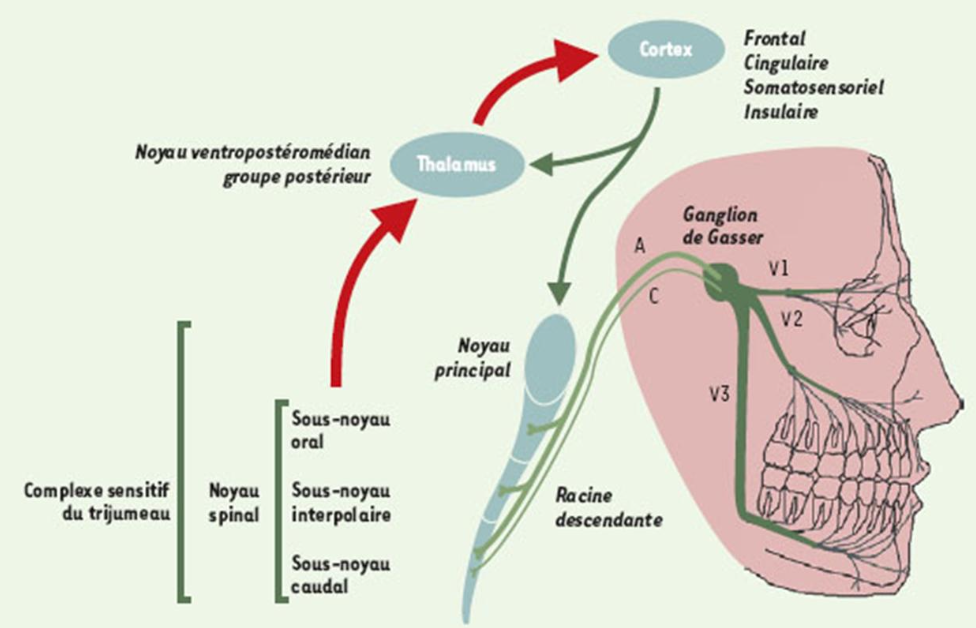 Cortex
Frontal
Cingulaire
Somatosensoriel
Insulaire
Noyau ventropostéromédian
groupe postérieur
Thalamus
Ganglion
de Gasser
A
C
V1
V2
V3
Noyau
principal
Sous-noyau
oral
Complexe sensitif
du trijumeau
Noyau
spinal
Sous-noyau
interpolaire
Racine
descendante
Sous-noyau
caudal